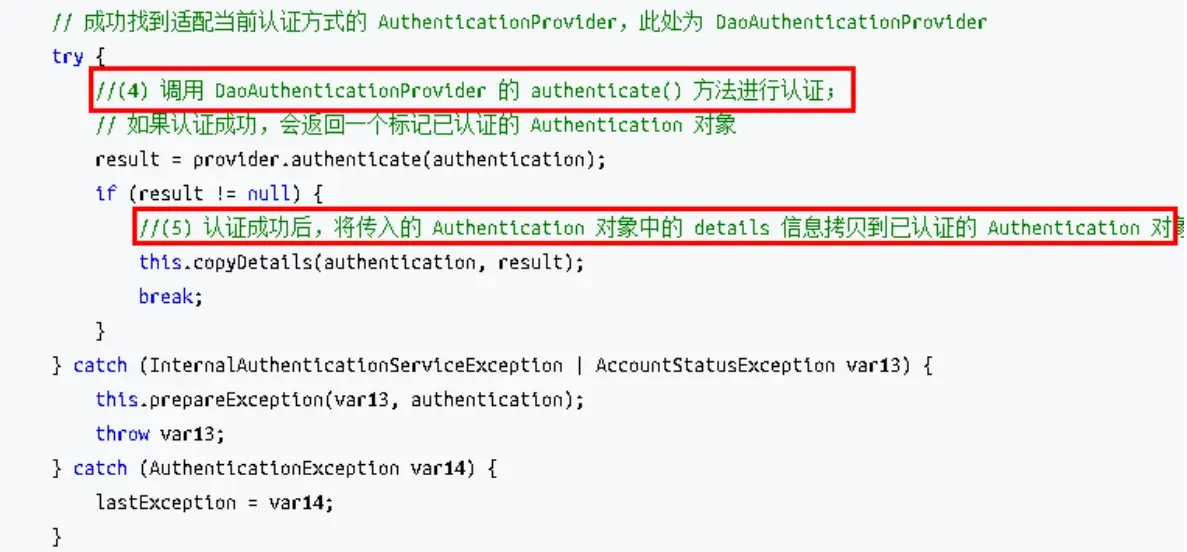 // 成功找到适配当前认证方式的 AuthenticationProvider，此处为 DaoAuthenticationProvider
try {
//(4) 调用 DaoAuthenticationProvider 的 authenticate() 方法进行认证；
// 如果认证成功，会返回一个标记已认证的 Authentication 对象
result = provider.authenticate(authentication);
if (result != null) {
//(5) 认证成功后，将传入的 Authentication 对象中的 details 信息拷贝到已认证的 Authentication 对象
this.copyDetails(authentication, result);
break;
}
} catch (InternalAuthenticationServiceException | AccountStatusException var13) {
this.prepareException(var13, authentication);
throw var13;
} catch (AuthenticationException var14) {
lastException = var14;
}